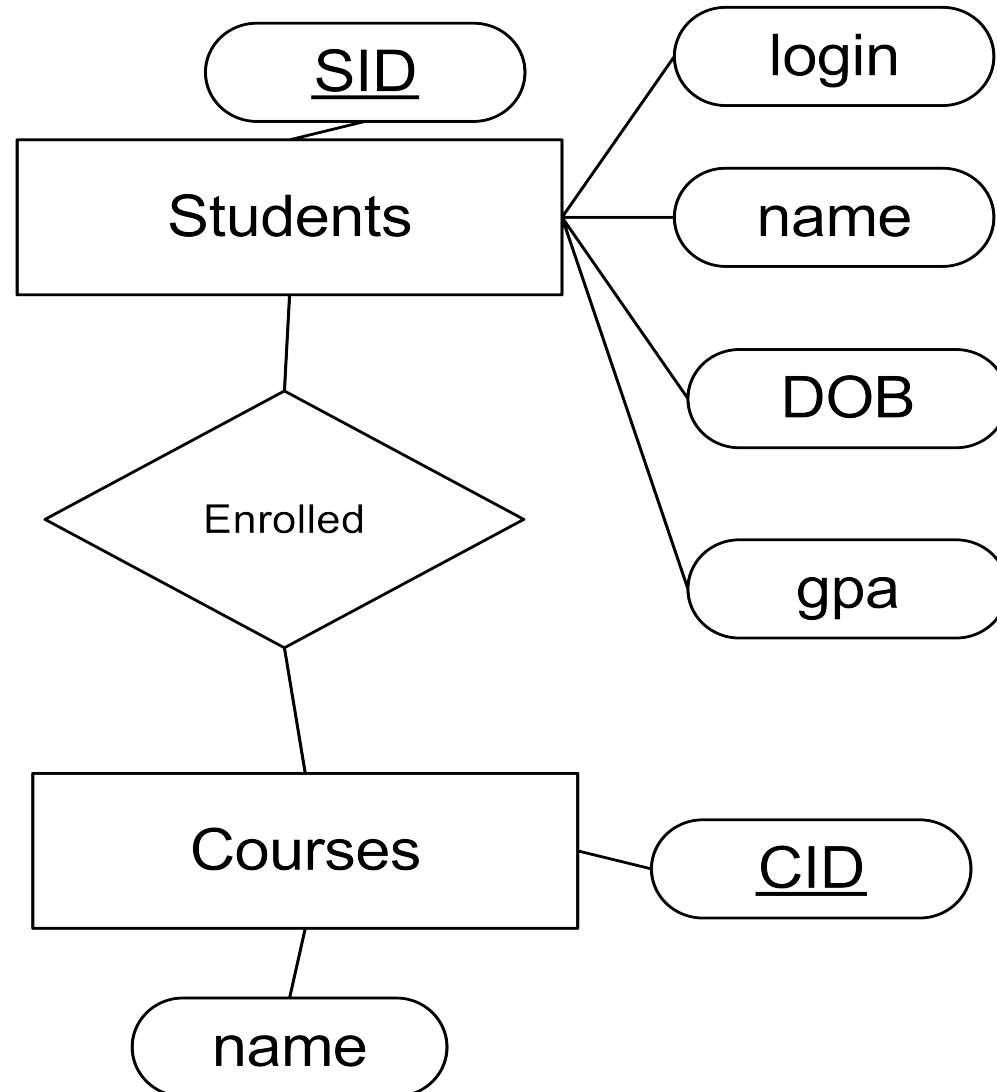 SID
login
Students
name
DOB
Enrolled
gpa
Courses
CID
name